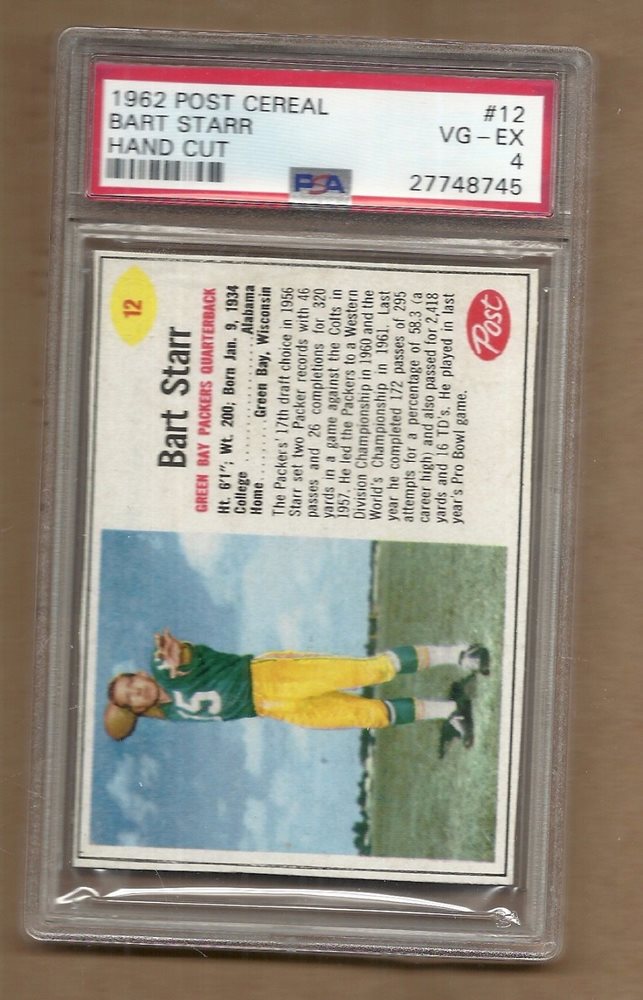 1962 POST CEREAL #12
BART STARR VG-EX
HAND CUT 4
PSA 27748745
12
Bart Starr
GREEN BAY PACKERS QUARTERBACK
Ht. 6'1"; Wt. 200; Born Jan. 9, 1934
College ................ Alabama
Home........Green Bay, Wisconsin
The Packers' 17th draft choice in 1956
Starr set two Packer records with 46
passes and 26 completions for 320
yards in a game against the Colts in
1957. He led the Packers to a Western
Division Championship in 1960 and the
World's Championship in 1961. Last
year he completed 172 passes of 295
attempts for a percentage of 58.3 (a
career high) and also passed for 2,418
yards and 16 TD's. He played in last
year's Pro Bowl game.
Post
15